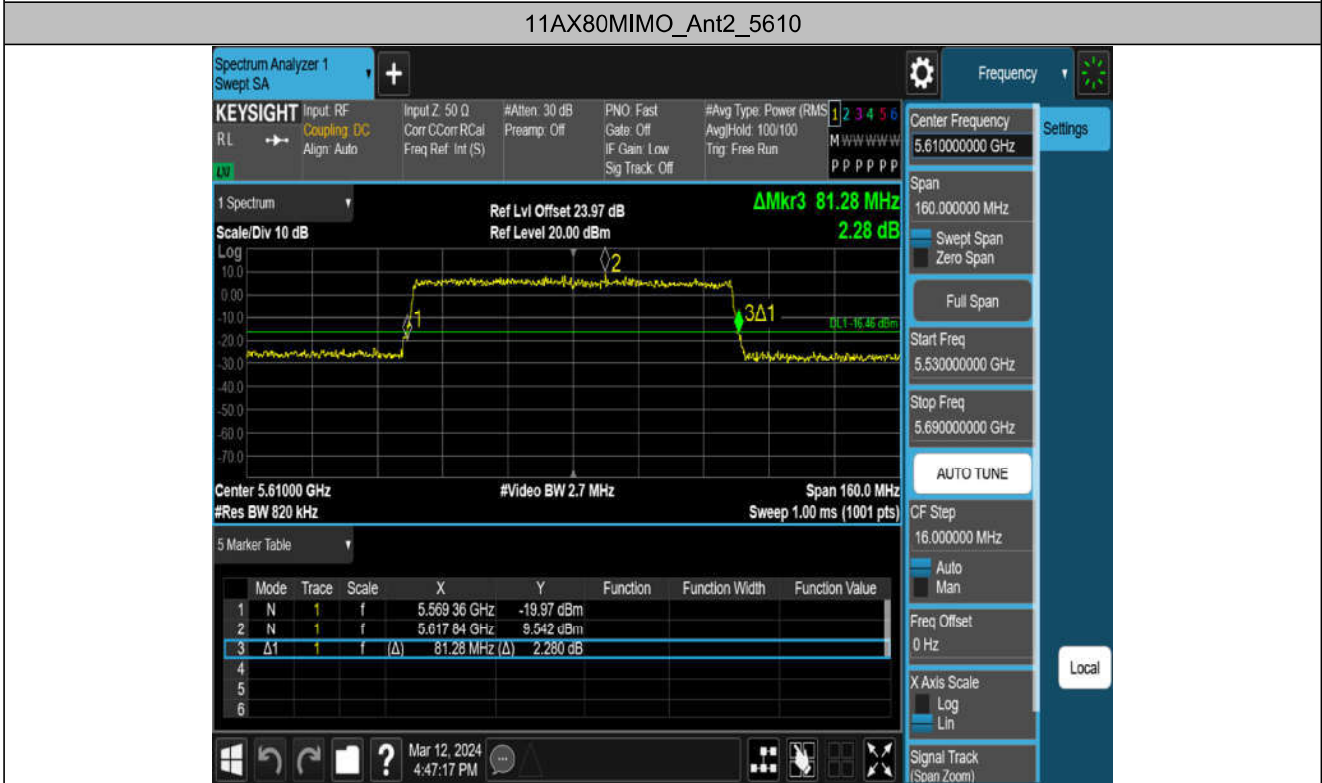 11AX80MIMO_Ant2_5610
Spectrum Analyzer 1
Swept SA
+
Frequency
KEYSIGHT
RL
LXI
Input: RF
Coupling: DC
Align: Auto
Input Z: 50 Ω
Corr CCorr RCal
Freq Ref: Int (S)
#Atten: 30 dB
Preamp: Off
PNO: Fast
Gate: Off
IF Gain: Low
Sig Track: Off
#Avg Type: Power (RMS
Avg|Hold: 100/100
Trig: Free Run
1 2 3 4 5 6
M W W W W W
P P P P P P
Center Frequency
5.610000000 GHz
Settings
Span
160.000000 MHz
Swept Span
Zero Span
Full Span
Start Freq
5.530000000 GHz
Stop Freq
5.690000000 GHz
AUTO TUNE
CF Step
16.000000 MHz
Auto
Man
Freq Offset
0 Hz
X Axis Scale
Log
Lin
Signal Track
(Span Zoom)
Local
1 Spectrum
Scale/Div 10 dB
Ref Lvl Offset 23.97 dB
Ref Level 20.00 dBm
ΔMkr3 81.28 MHz
2.28 dB
Log
10.0
0.00
-10.0
-20.0
-30.0
-40.0
-50.0
-60.0
-70.0
1
2
3Δ1
DL1 -16.46 dBm
Center 5.61000 GHz
#Video BW 2.7 MHz
Span 160.0 MHz
#Res BW 820 kHz
Sweep 1.00 ms (1001 pts)
5 Marker Table
Mode Trace Scale X Y Function Function Width Function Value
1 N 1 f 5.569 36 GHz -19.97 dBm
2 N 1 f 5.617 84 GHz 9.542 dBm
3 Δ1 1 f (Δ) 81.28 MHz (Δ) 2.280 dB
4
5
6
?
Mar 12, 2024
4:47:17 PM